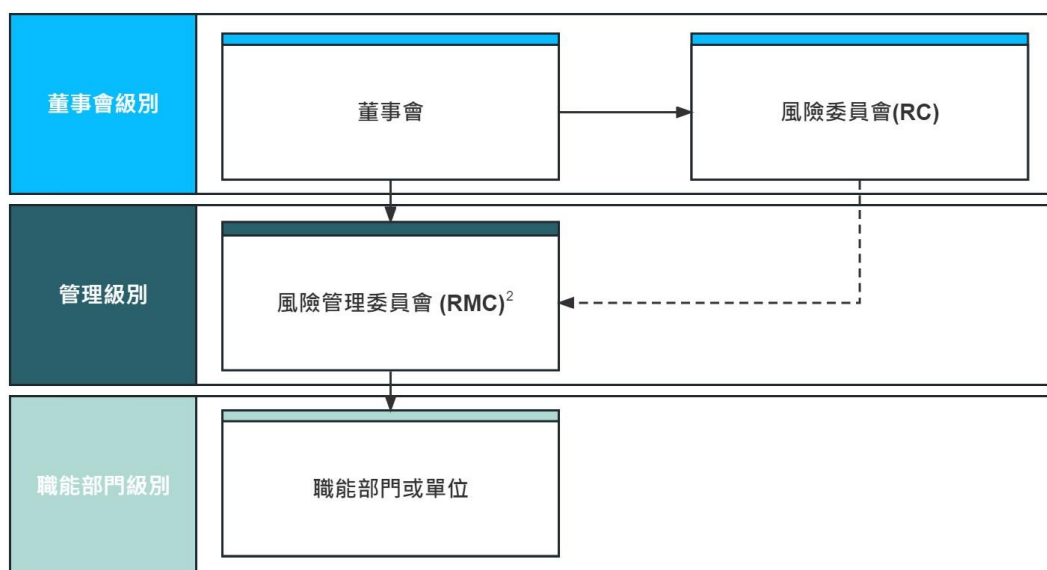 董事會級別
董事會
風險委員會(RC)
管理級別
風險管理委員會 (RMC)²
職能部門級別
職能部門或單位